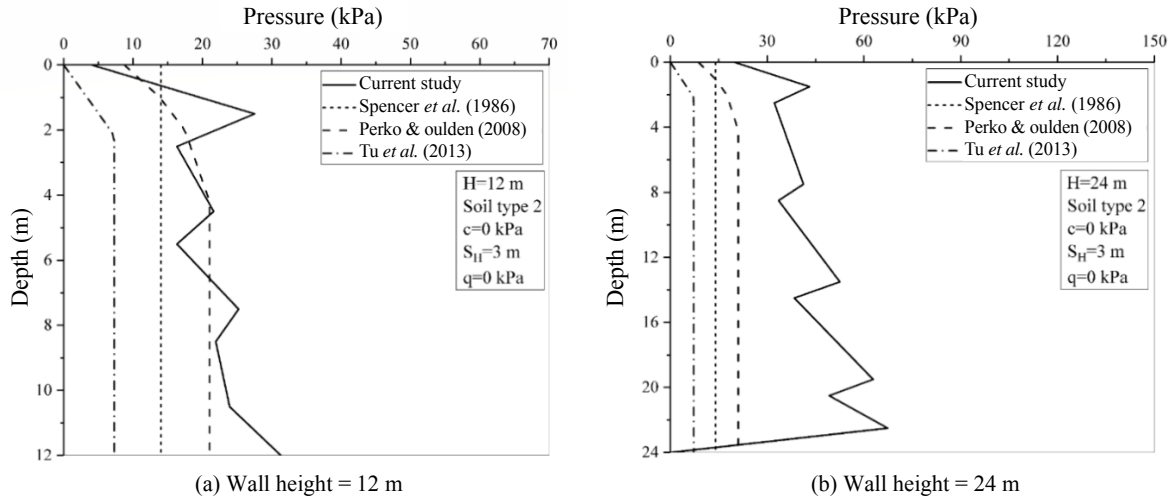 Pressure (kPa)
0 10 20 30 40 50 60 70
0
2
4
6
8
10
12
Depth (m)
Current study
Spencer et al. (1986)
Perko & oulden (2008)
Tu et al. (2013)
H=12 m
Soil type 2
c=0 kPa
S_H=3 m
q=0 kPa
(a) Wall height = 12 m
Pressure (kPa)
0 30 60 90 120 150
0
4
8
12
16
20
24
Depth (m)
Current study
Spencer et al. (1986)
Perko & oulden (2008)
Tu et al. (2013)
H=24 m
Soil type 2
c=0 kPa
S_H=3 m
q=0 kPa
(b) Wall height = 24 m